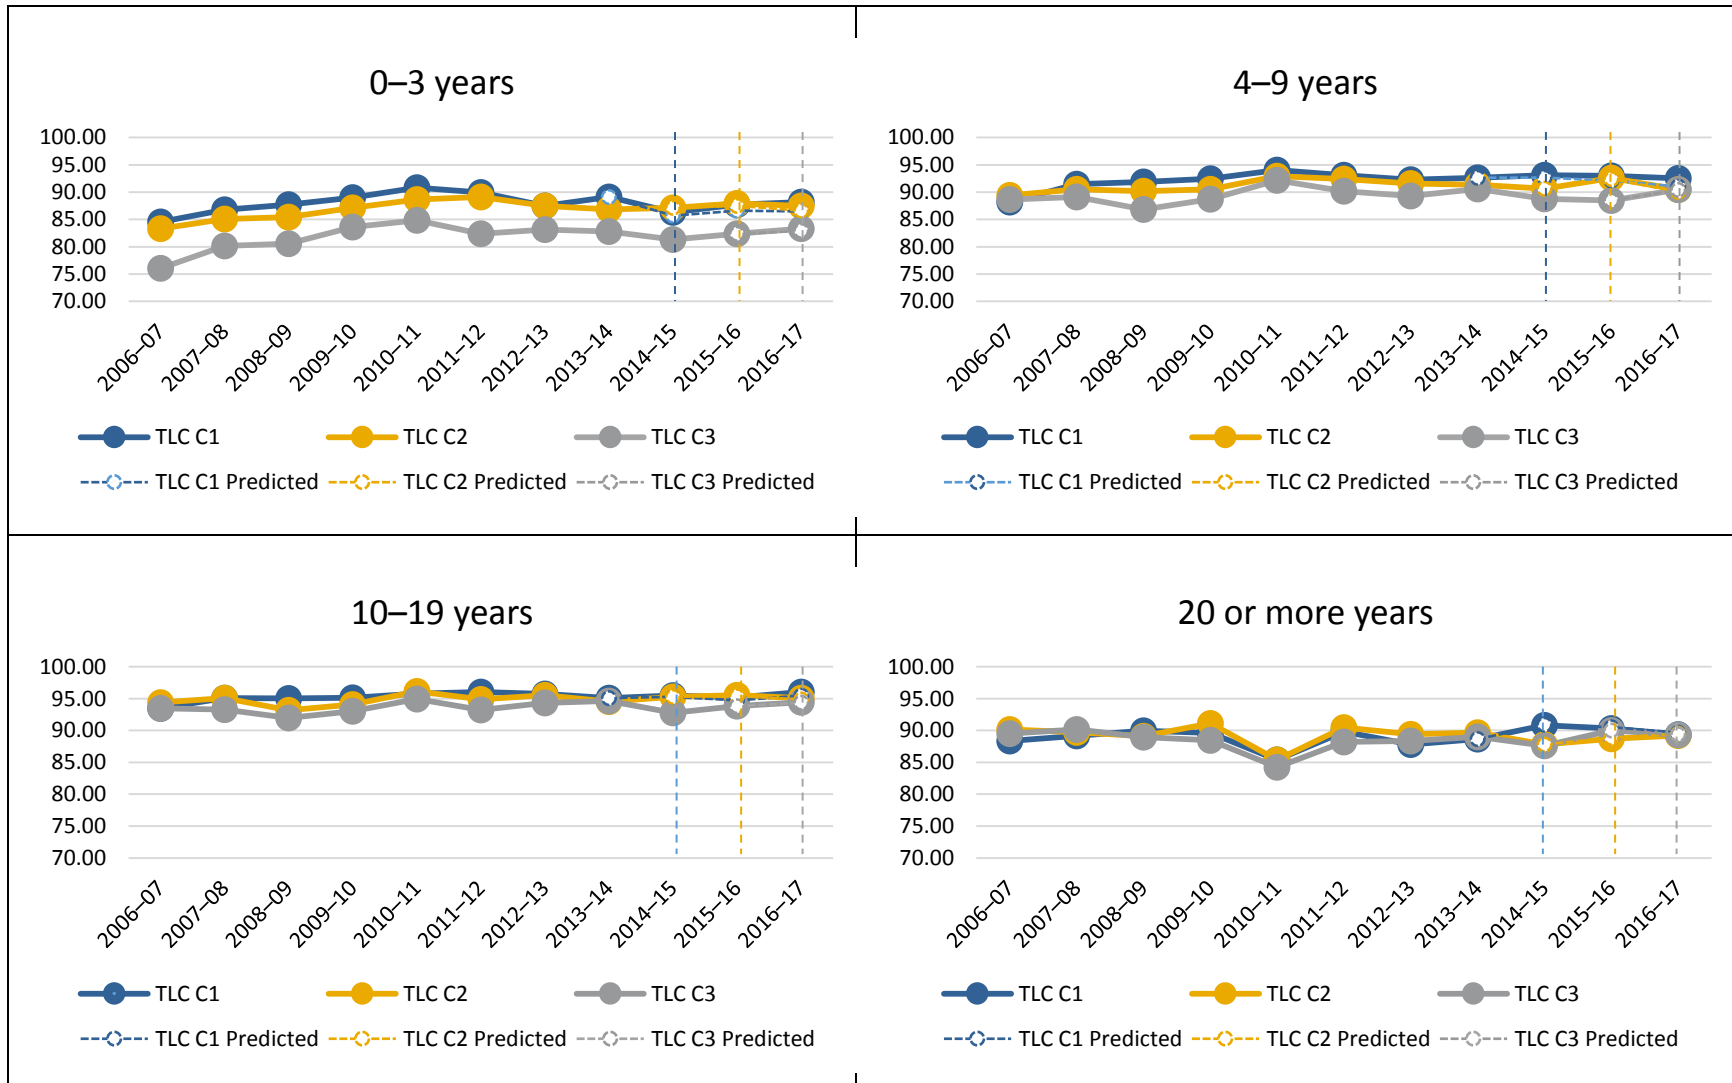 0–3 years
100.00
95.00
90.00
85.00
80.00
75.00
70.00
2006–07
2007–08
2008–09
2009–10
2010–11
2011–12
2012–13
2013–14
2014–15
2015–16
2016–17
TLC C1
TLC C2
TLC C3
TLC C1 Predicted
TLC C2 Predicted
TLC C3 Predicted
4–9 years
100.00
95.00
90.00
85.00
80.00
75.00
70.00
2006–07
2007–08
2008–09
2009–10
2010–11
2011–12
2012–13
2013–14
2014–15
2015–16
2016–17
TLC C1
TLC C2
TLC C3
TLC C1 Predicted
TLC C2 Predicted
TLC C3 Predicted
10–19 years
100.00
95.00
90.00
85.00
80.00
75.00
70.00
2006–07
2007–08
2008–09
2009–10
2010–11
2011–12
2012–13
2013–14
2014–15
2015–16
2016–17
TLC C1
TLC C2
TLC C3
TLC C1 Predicted
TLC C2 Predicted
TLC C3 Predicted
20 or more years
100.00
95.00
90.00
85.00
80.00
75.00
70.00
2006–07
2007–08
2008–09
2009–10
2010–11
2011–12
2012–13
2013–14
2014–15
2015–16
2016–17
TLC C1
TLC C2
TLC C3
TLC C1 Predicted
TLC C2 Predicted
TLC C3 Predicted